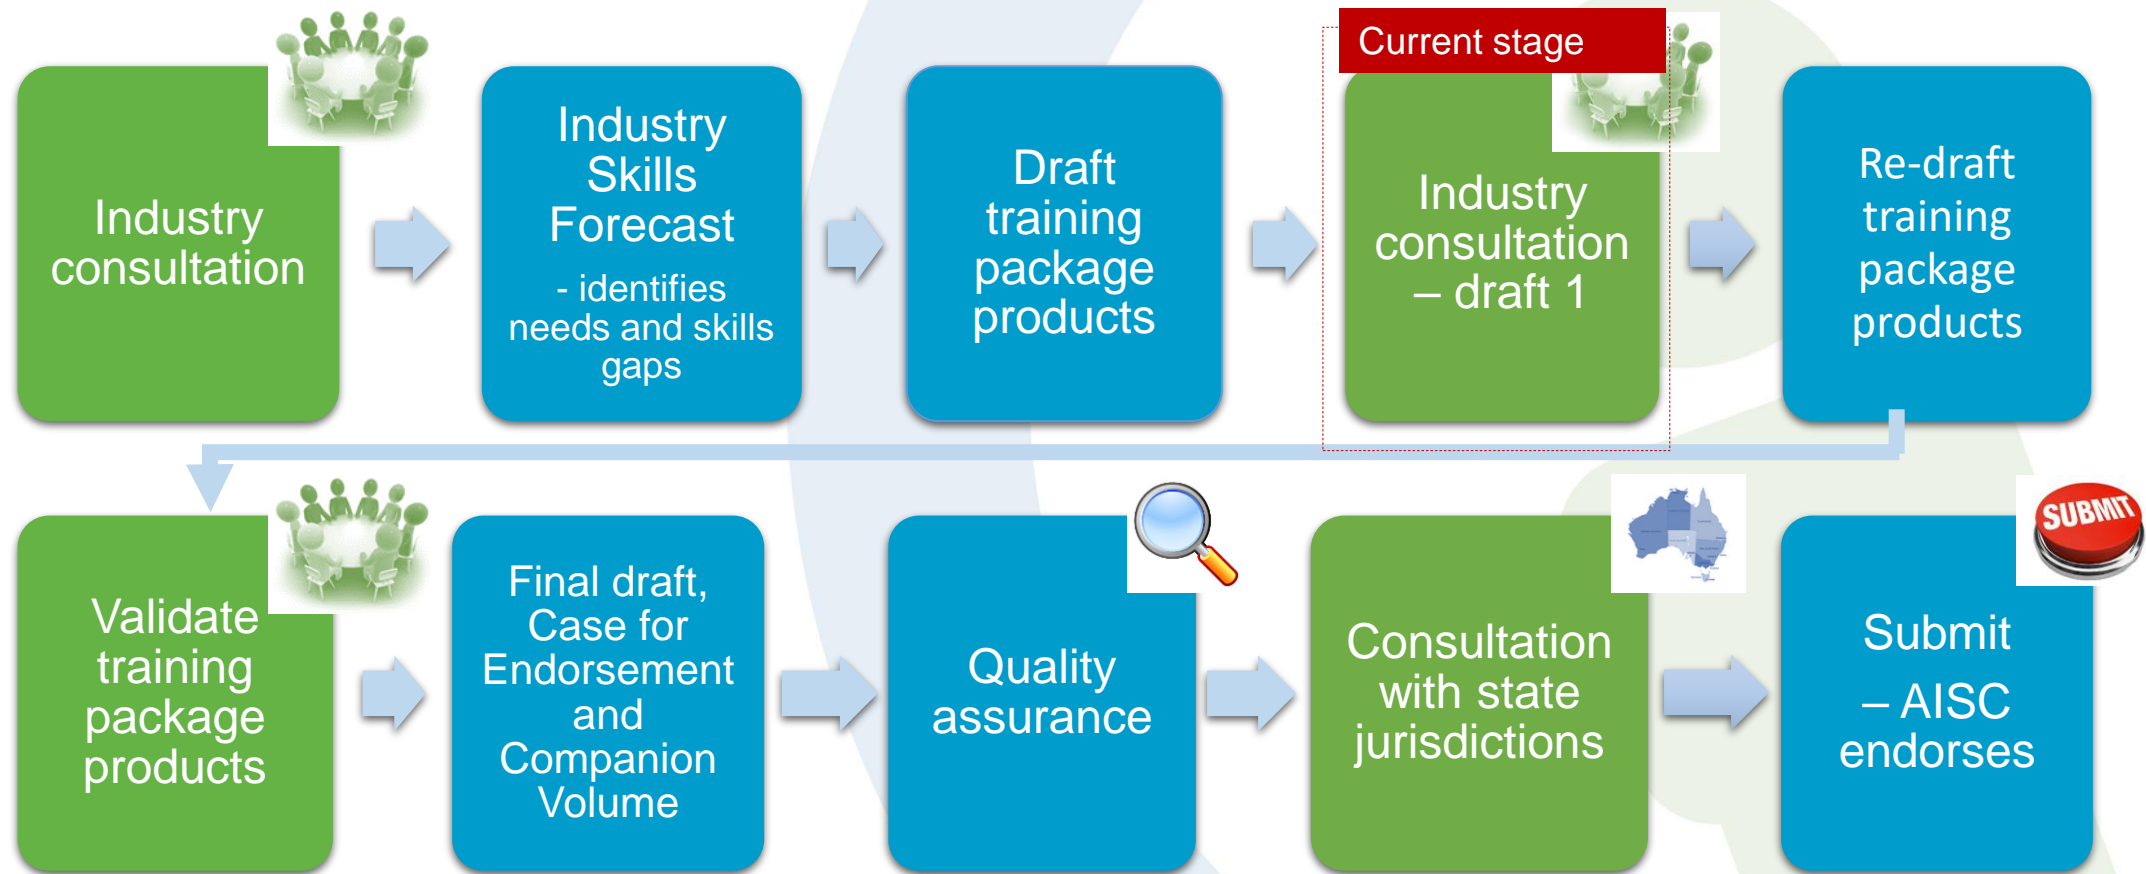 Current stage
Industry
consultation
Industry
Skills
Forecast
- identifies
needs and skills
gaps
Draft
training
package
products
Industry
consultation
– draft 1
Re-draft
training
package
products
Validate
training
package
products
Final draft,
Case for
Endorsement
and
Companion
Volume
Quality
assurance
Consultation
with state
jurisdictions
SUBMIT
Submit
– AISC
endorses